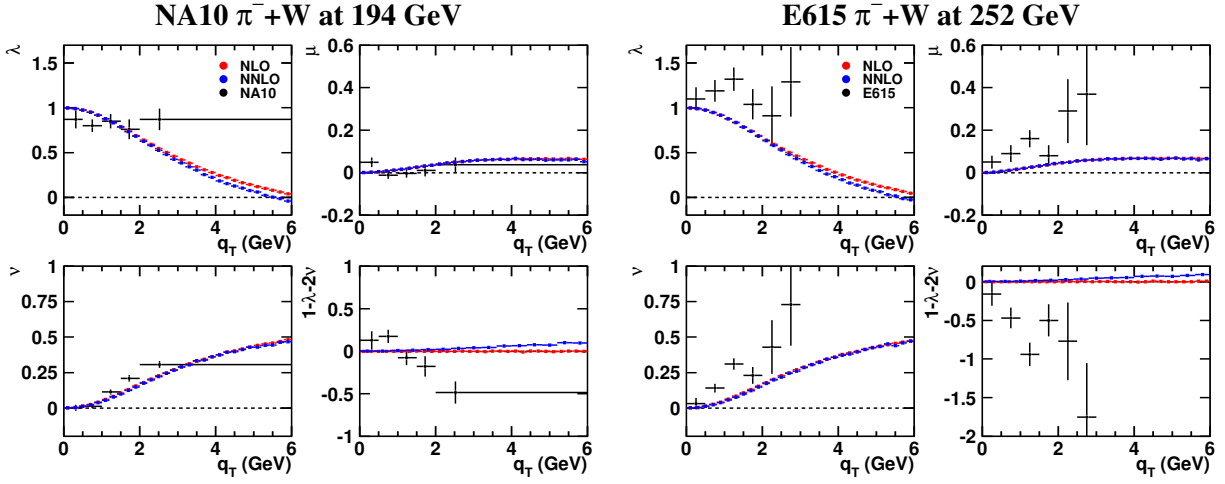 NA10 π⁻+W at 194 GeV
λ
1.5
1
0.5
0
NLO
NNLO
NA10
0 2 4 6
q_T (GeV)
μ
0.6
0.4
0.2
0
-0.2
0 2 4 6
q_T (GeV)
ν
1
0.75
0.5
0.25
0
0 2 4 6
q_T (GeV)
1-λ-2ν
1
0.5
0
-0.5
-1
0 2 4 6
q_T (GeV)
E615 π⁻+W at 252 GeV
λ
1.5
1
0.5
0
NLO
NNLO
E615
0 2 4 6
q_T (GeV)
μ
0.6
0.4
0.2
0
-0.2
0 2 4 6
q_T (GeV)
ν
1
0.75
0.5
0.25
0
0 2 4 6
q_T (GeV)
1-λ-2ν
0
-0.5
-1
-1.5
-2
0 2 4 6
q_T (GeV)